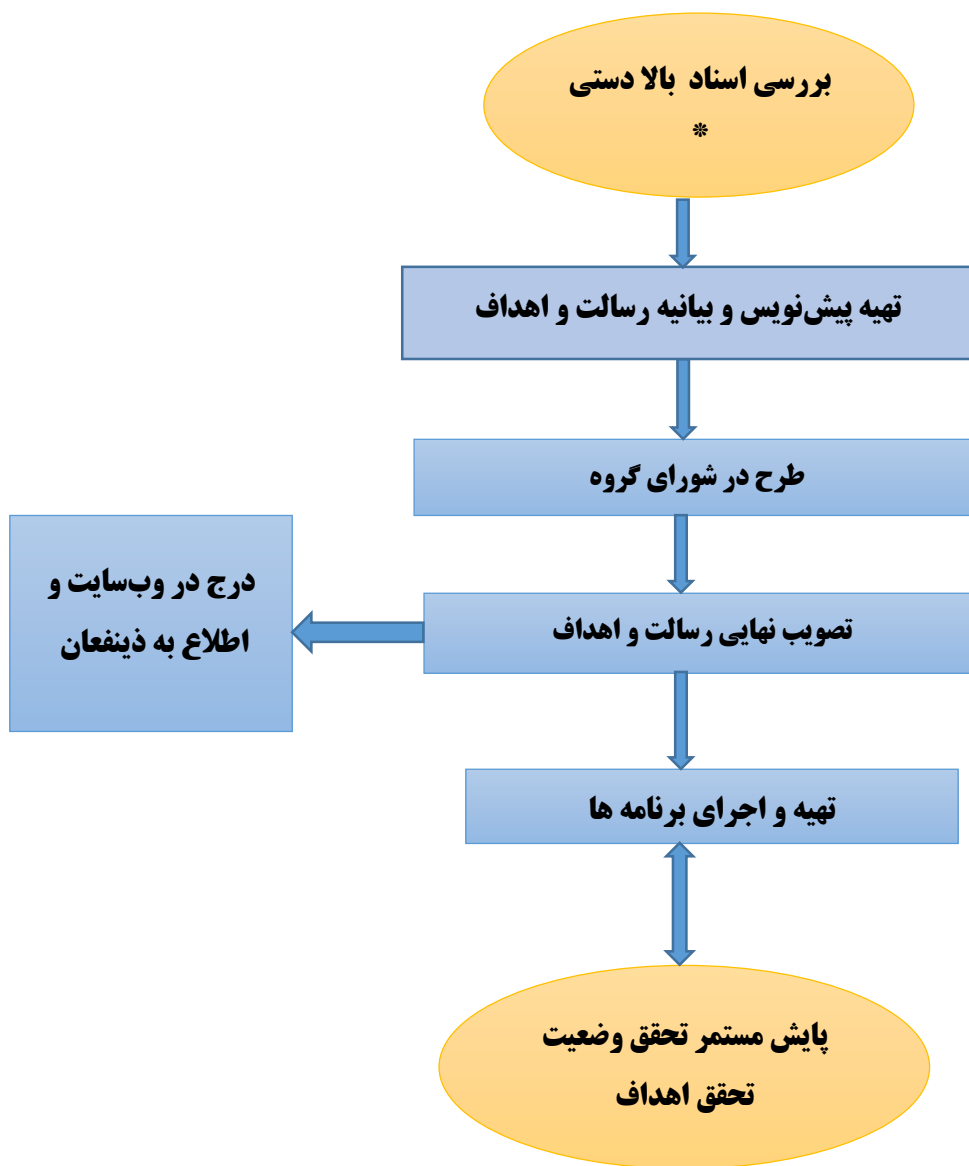 بررسی اسناد بالا دستی
*
تهیه پیش‌نویس و بیانیه رسالت و اهداف
طرح در شورای گروه
تصویب نهایی رسالت و اهداف
درج در وب‌سایت و
اطلاع به ذینفعان
تهیه و اجرای برنامه ها
پایش مستمر تحقق وضعیت
تحقق اهداف